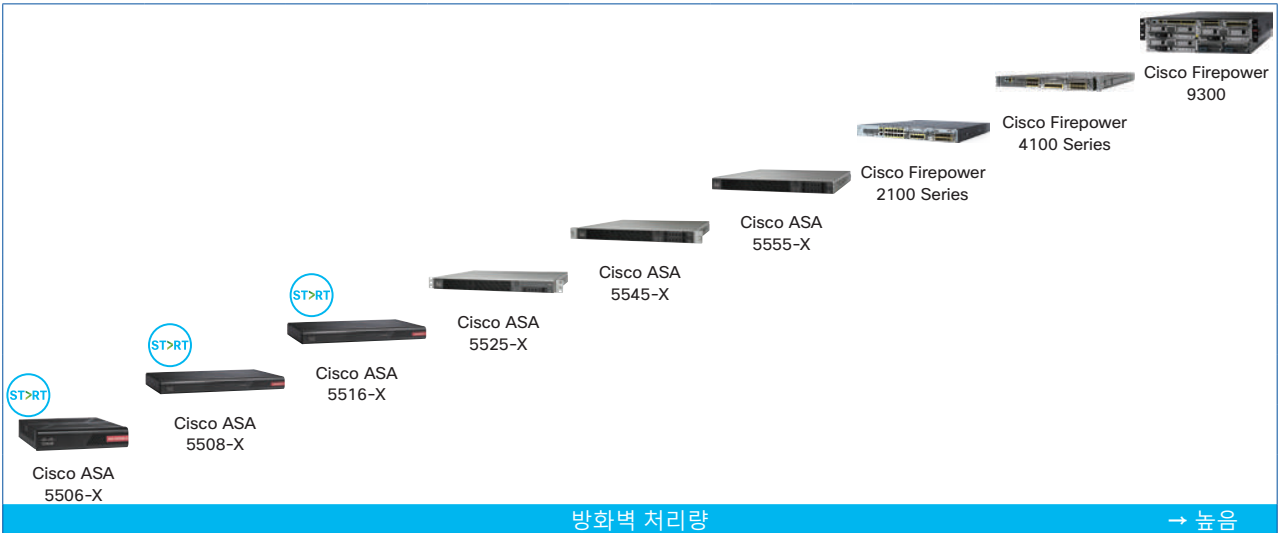 Cisco Firepower
9300
Cisco Firepower
4100 Series
Cisco Firepower
2100 Series
Cisco ASA
5555-X
Cisco ASA
5545-X
ST>RT
Cisco ASA
5525-X
ST>RT
Cisco ASA
5516-X
ST>RT
Cisco ASA
5508-X
Cisco ASA
5506-X
방화벽 처리량
→ 높음